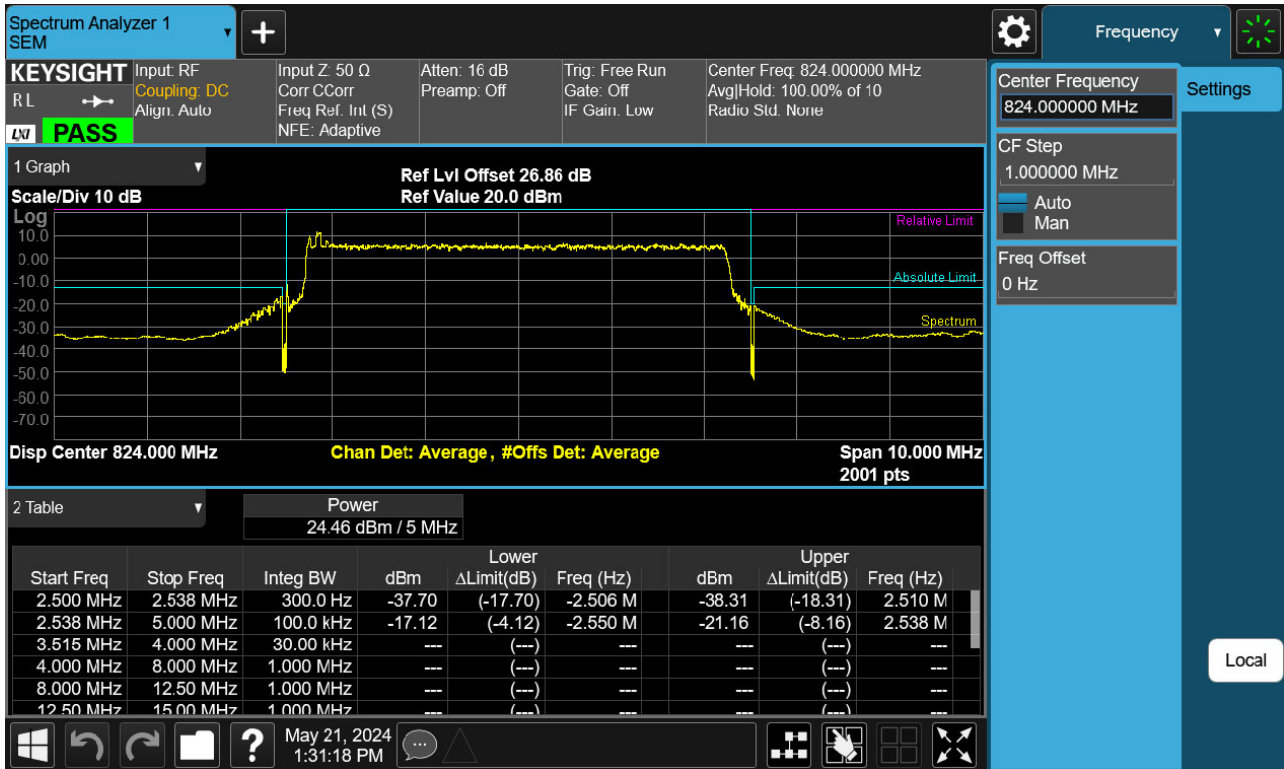 Spectrum Analyzer 1
SEM
+
Frequency
KEYSIGHT
R L
LXI
PASS
Input: RF
Coupling: DC
Align: Auto
Input Z: 50 Ω
Corr CCorr
Freq Ref: Int (S)
NFE: Adaptive
Atten: 16 dB
Preamp: Off
Trig: Free Run
Gate: Off
IF Gain: Low
Center Freq: 824.000000 MHz
Avg|Hold: 100.00% of 10
Radio Std: None
Center Frequency
824.000000 MHz
Settings
CF Step
1.000000 MHz
Auto
Man
Freq Offset
0 Hz
1 Graph
Ref Lvl Offset 26.86 dB
Scale/Div 10 dB
Ref Value 20.0 dBm
Log
10.0
0.00
-10.0
-20.0
-30.0
-40.0
-50.0
-60.0
-70.0
Relative Limit
Absolute Limit
Spectrum
Disp Center 824.000 MHz
Chan Det: Average , #Offs Det: Average
Span 10.000 MHz
2001 pts
2 Table
Power
24.46 dBm / 5 MHz
Lower Upper
Start Freq Stop Freq Integ BW dBm ΔLimit(dB) Freq (Hz) dBm ΔLimit(dB) Freq (Hz)
2.500 MHz 2.538 MHz 300.0 Hz -37.70 (-17.70) -2.506 M -38.31 (-18.31) 2.510 M
2.538 MHz 5.000 MHz 100.0 kHz -17.12 (-4.12) -2.550 M -21.16 (-8.16) 2.538 M
3.515 MHz 4.000 MHz 30.00 kHz --- (---) --- --- (---) ---
4.000 MHz 8.000 MHz 1.000 MHz --- (---) --- --- (---) ---
8.000 MHz 12.50 MHz 1.000 MHz --- (---) --- --- (---) ---
12.50 MHz 15.00 MHz 1.000 MHz --- (---) --- --- (---) ---
Local
?
May 21, 2024
1:31:18 PM